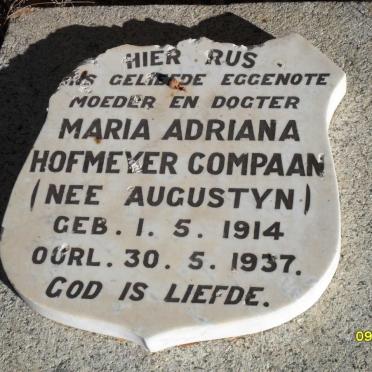 HIER RUS
GELIEFDE EGGENOTE
MOEDER EN DOGTER
MARIA ADRIANA
HOFMEYER COMPAAN
(NEE AUGUSTYN)
GEB. 1. 5. 1914
OORL. 30. 5. 1937.
GOD IS LIEFDE.
09